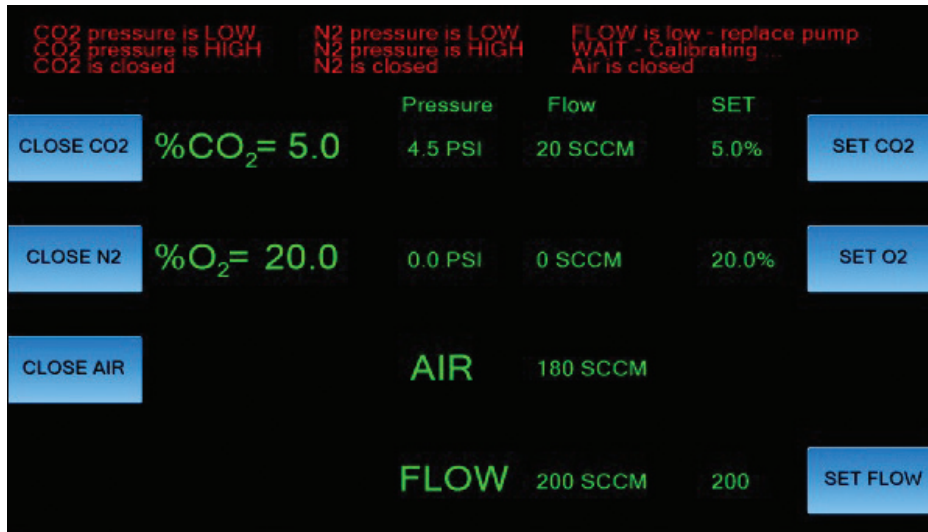 CO2 pressure is LOW N2 pressure is LOW FLOW is low - replace pump
CO2 pressure is HIGH N2 pressure is HIGH WAIT - Calibrating ...
CO2 is closed N2 is closed Air is closed
Pressure Flow SET
CLOSE CO2 %CO₂= 5.0 4.5 PSI 20 SCCM 5.0% SET CO2
CLOSE N2 %O₂= 20.0 0.0 PSI 0 SCCM 20.0% SET O2
CLOSE AIR AIR 180 SCCM
FLOW 200 SCCM 200 SET FLOW